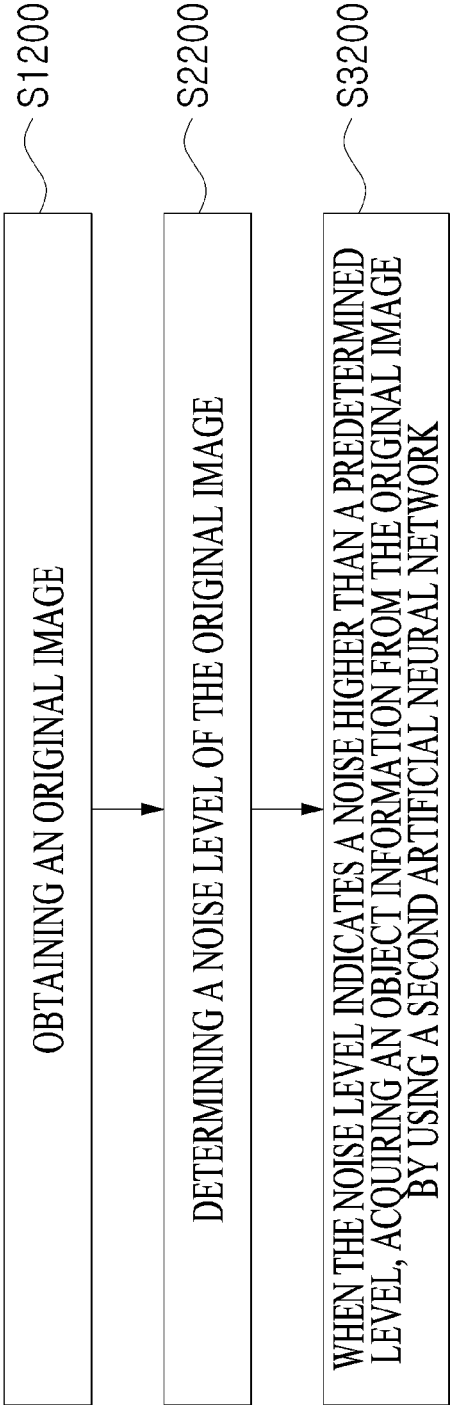 OBTAINING AN ORIGINAL IMAGE
S1200
DETERMINING A NOISE LEVEL OF THE ORIGINAL IMAGE
S2200
WHEN THE NOISE LEVEL INDICATES A NOISE HIGHER THAN A PREDETERMINED
LEVEL, ACQUIRING AN OBJECT INFORMATION FROM THE ORIGINAL IMAGE
BY USING A SECOND ARTIFICIAL NEURAL NETWORK
S3200